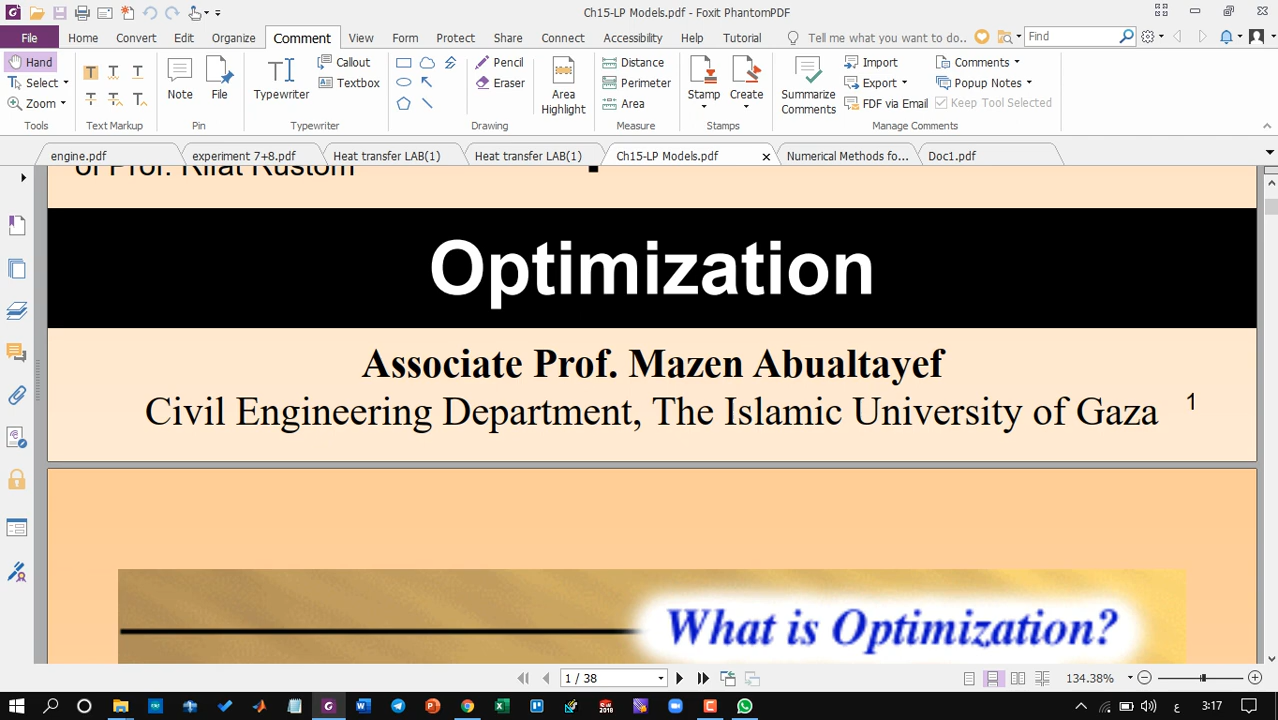 Ch15-LP Models.pdf - Foxit PhantomPDF
File Home Convert Edit Organize Comment View Form Protect Share Connect Accessibility Help Tutorial Tell me what you want to do.. Find
Hand
Select
Zoom
Tools
T T T
T T T
Text Markup
Note
File
Pin
Typewriter
Callout
Textbox
Typewriter
Pencil
Eraser
Drawing
Area Highlight
Distance
Perimeter
Area
Measure
Stamp
Create
Stamps
Summarize Comments
Import
Export
FDF via Email
Comments
Popup Notes
Keep Tool Selected
Manage Comments
engine.pdf experiment 7+8.pdf Heat transfer LAB(1) Heat transfer LAB(1) Ch15-LP Models.pdf Numerical Methods fo... Doc1.pdf
of Prof. Rifat Rustom
Optimization
Associate Prof. Mazen Abualtayef
Civil Engineering Department, The Islamic University of Gaza 1
What is Optimization?
1 / 38
134.38%
ع 3:17